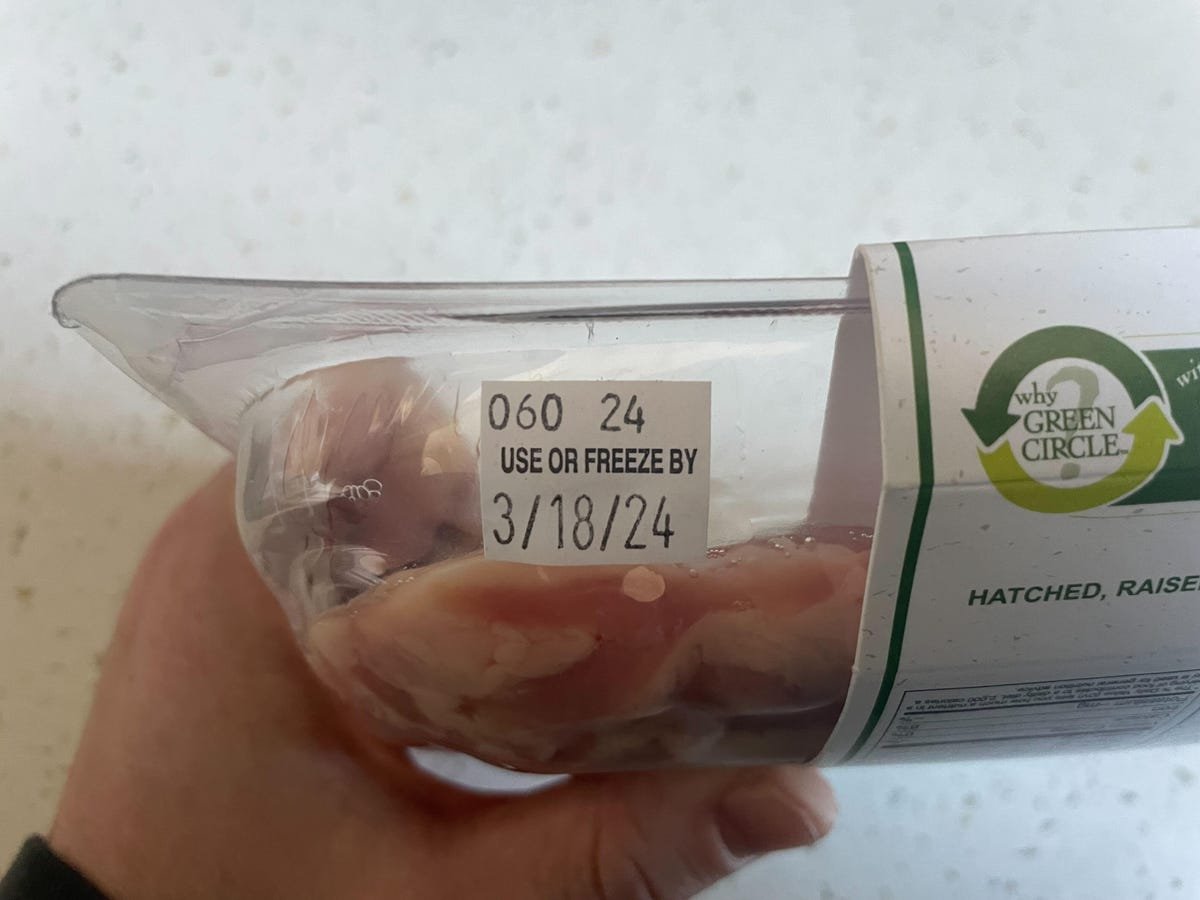 060 24
USE OR FREEZE BY
3/18/24
why
GREEN
CIRCLE
HATCHED, RAISE